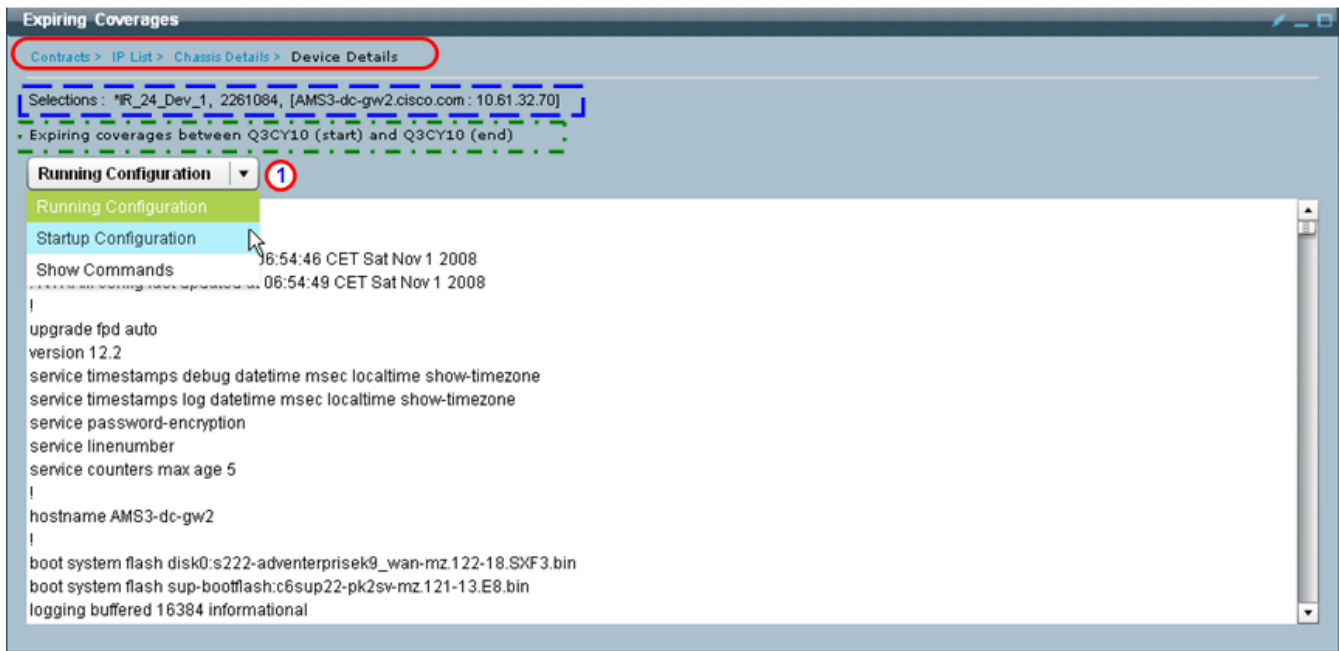 Expiring Coverages
Contracts > IP List > Chassis Details > Device Details
Selections : *IR_24_Dev_1, 2261084, [AMS3-dc-gw2.cisco.com : 10.61.32.70]
Expiring coverages between Q3CY10 (start) and Q3CY10 (end)
Running Configuration 1
Running Configuration
Startup Configuration
Show Commands
06:54:46 CET Sat Nov 1 2008
06:54:49 CET Sat Nov 1 2008
!
upgrade fpd auto
version 12.2
service timestamps debug datetime msec localtime show-timezone
service timestamps log datetime msec localtime show-timezone
service password-encryption
service linenumber
service counters max age 5
!
hostname AMS3-dc-gw2
!
boot system flash disk0:s222-adventerprisek9_wan-mz.122-18.SXF3.bin
boot system flash sup-bootflash:c6sup22-pk2sv-mz.121-13.E8.bin
logging buffered 16384 informational